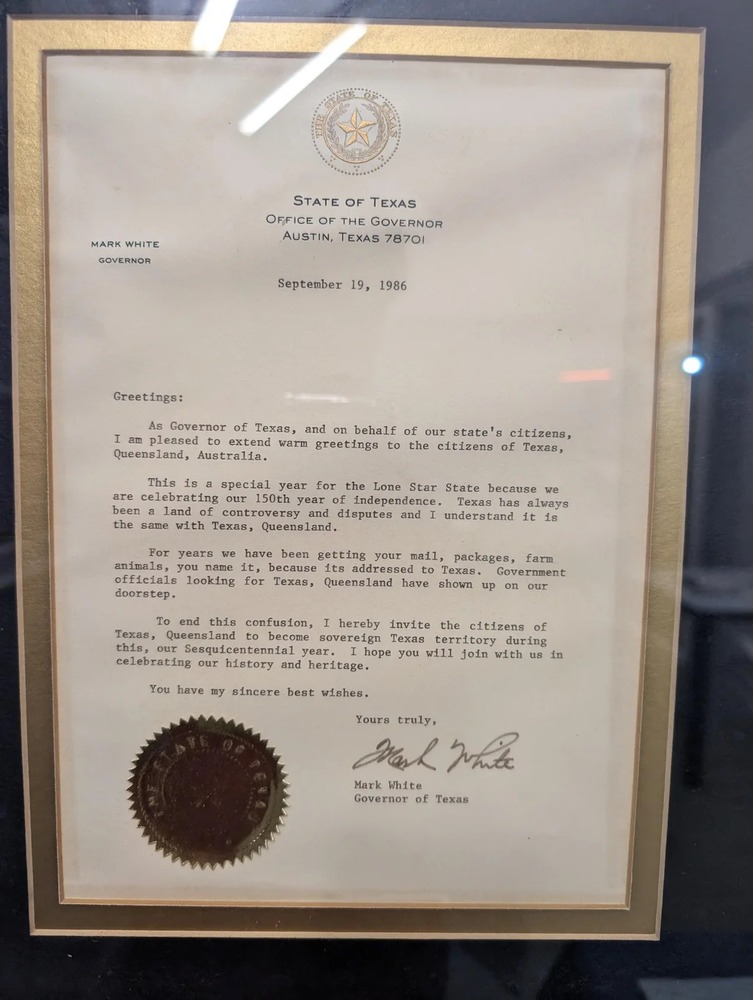 THE STATE OF TEXAS
STATE OF TEXAS
OFFICE OF THE GOVERNOR
AUSTIN, TEXAS 78701
MARK WHITE
GOVERNOR
September 19, 1986
Greetings:
As Governor of Texas, and on behalf of our state's citizens,
I am pleased to extend warm greetings to the citizens of Texas,
Queensland, Australia.
This is a special year for the Lone Star State because we
are celebrating our 150th year of independence. Texas has always
been a land of controversy and disputes and I understand it is
the same with Texas, Queensland.
For years we have been getting your mail, packages, farm
animals, you name it, because its addressed to Texas. Government
officials looking for Texas, Queensland have shown up on our
doorstep.
To end this confusion, I hereby invite the citizens of
Texas, Queensland to become sovereign Texas territory during
this, our Sesquicentennial year. I hope you will join with us in
celebrating our history and heritage.
You have my sincere best wishes.
Yours truly,
Mark White
Mark White
Governor of Texas
THE STATE OF TEXAS